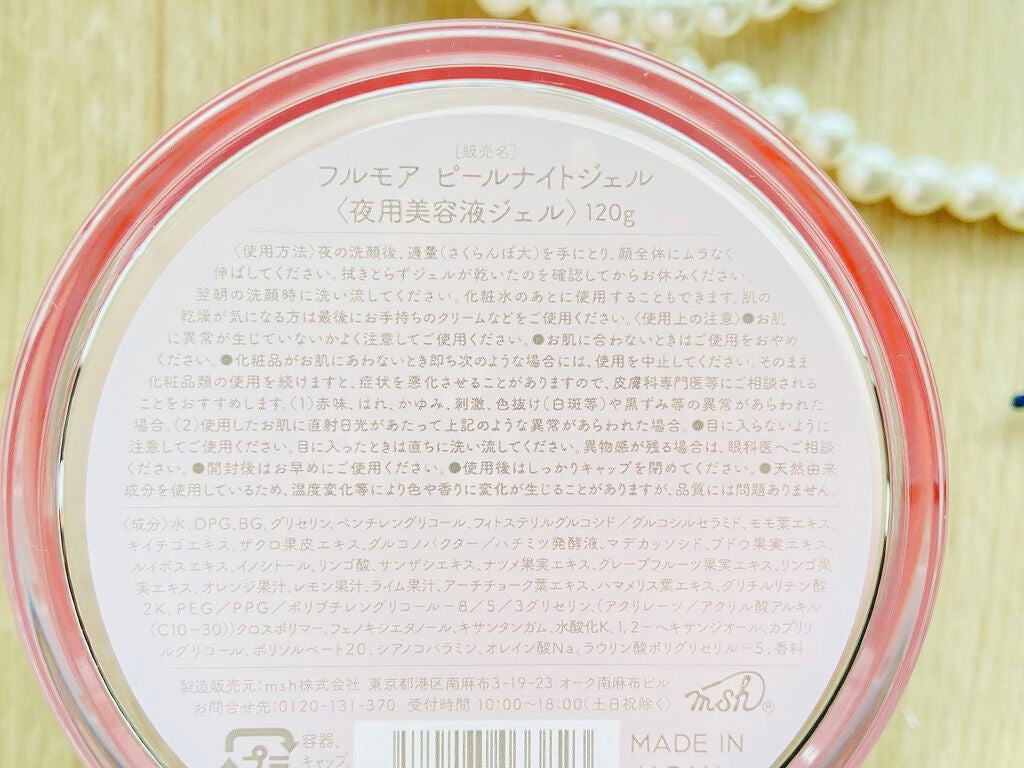 [販売名]
フルモア ピールナイトジェル
〈夜用美容液ジェル〉120g
〈使用方法〉夜の洗顔後、適量(さくらんぼ大)を手にとり、顔全体にムラなく
伸ばしてください。拭きとらずジェルが乾いたのを確認してからお休みください。
翌朝の洗顔時に洗い流してください。化粧水のあとに使用することもできます。肌の
乾燥が気になる方は最後にお手持ちのクリームなどをご使用ください。〈使用上の注意〉●お肌
に異常が生じていないかよく注意してご使用ください。●お肌に合わないときはご使用をおやめ
ください。●化粧品がお肌にあわないとき即ち次のような場合には、使用を中止してください。そのまま
化粧品類の使用を続けますと、症状を悪化させることがありますので、皮膚科専門医等にご相談される
ことをおすすめします。(1)赤味、はれ、かゆみ、刺激、色抜け(白斑等)や黒ずみ等の異常があらわれた
場合。(2)使用したお肌に直射日光があたって上記のような異常があらわれた場合。●目に入らないように
注意してご使用ください。目に入ったときは直ちに洗い流してください。異物感が残る場合は、眼科医へご相談
ください。●開封後はお早めにご使用ください。●使用後はしっかりキャップを閉めてください。●天然由来
成分を使用しているため、温度変化等により色や香りに変化が生じることがありますが、品質には問題ありません。
〈成分〉水、DPG、BG、グリセリン、ペンチレングリコール、フィトステリルグルコシド／グルコシルセラミド、モモ葉エキス、
キイチゴエキス、ザクロ果皮エキス、グルコノバクター／ハチミツ発酵液、マデカッソシド、ブドウ果実エキス、
ルイボスエキス、イノシトール、リンゴ酸、サンザシエキス、ナツメ果実エキス、グレープフルーツ果実エキス、リンゴ果
実エキス、オレンジ果汁、レモン果汁、ライム果汁、アーチチョーク葉エキス、ハマメリス葉エキス、グリチルリチン酸
2K、PEG／PPG／ポリブチレングリコール－8／5／3グリセリン、(アクリレーツ／アクリル酸アルキル
(C10－30))クロスポリマー、フェノキシエタノール、キサンタンガム、水酸化K、1,2－ヘキサンジオール、カプリリ
ルグリコール、ポリソルベート20、シアノコバラミン、オレイン酸Na、ラウリン酸ポリグリセリル－5、香料
製造販売元:msh株式会社 東京都港区南麻布3-19-23 オーク南麻布ビル
お問合せ先:0120-131-370 受付時間 10:00〜18:00(土日祝除く)
msh®
プラ
容器、
キャップ、
MADE IN
JAPAN